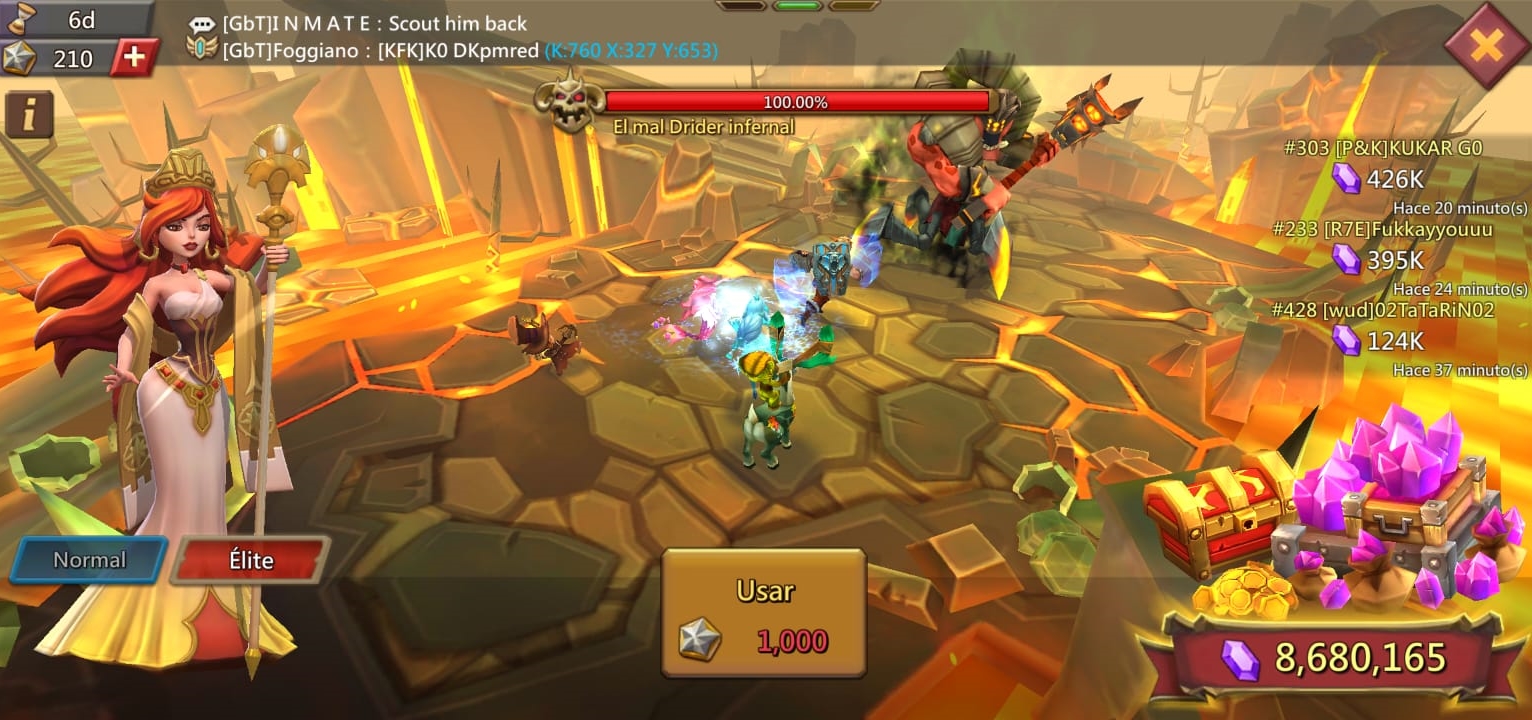 6d
210
[GbT]I N M A T E : Scout him back
[GbT]Foggiano : [KFK]K0 DKpmred (K:760 X:327 Y:653)
i
100.00%
El mal Drider infernal
#303 [P&K]KUKAR G0
426K
Hace 20 minuto(s)
#233 [R7E]Fukkayyouuu
395K
Hace 24 minuto(s)
#428 [wud]02TaTaRiN02
124K
Hace 37 minuto(s)
Normal
Élite
Usar
1,000
8,680,165